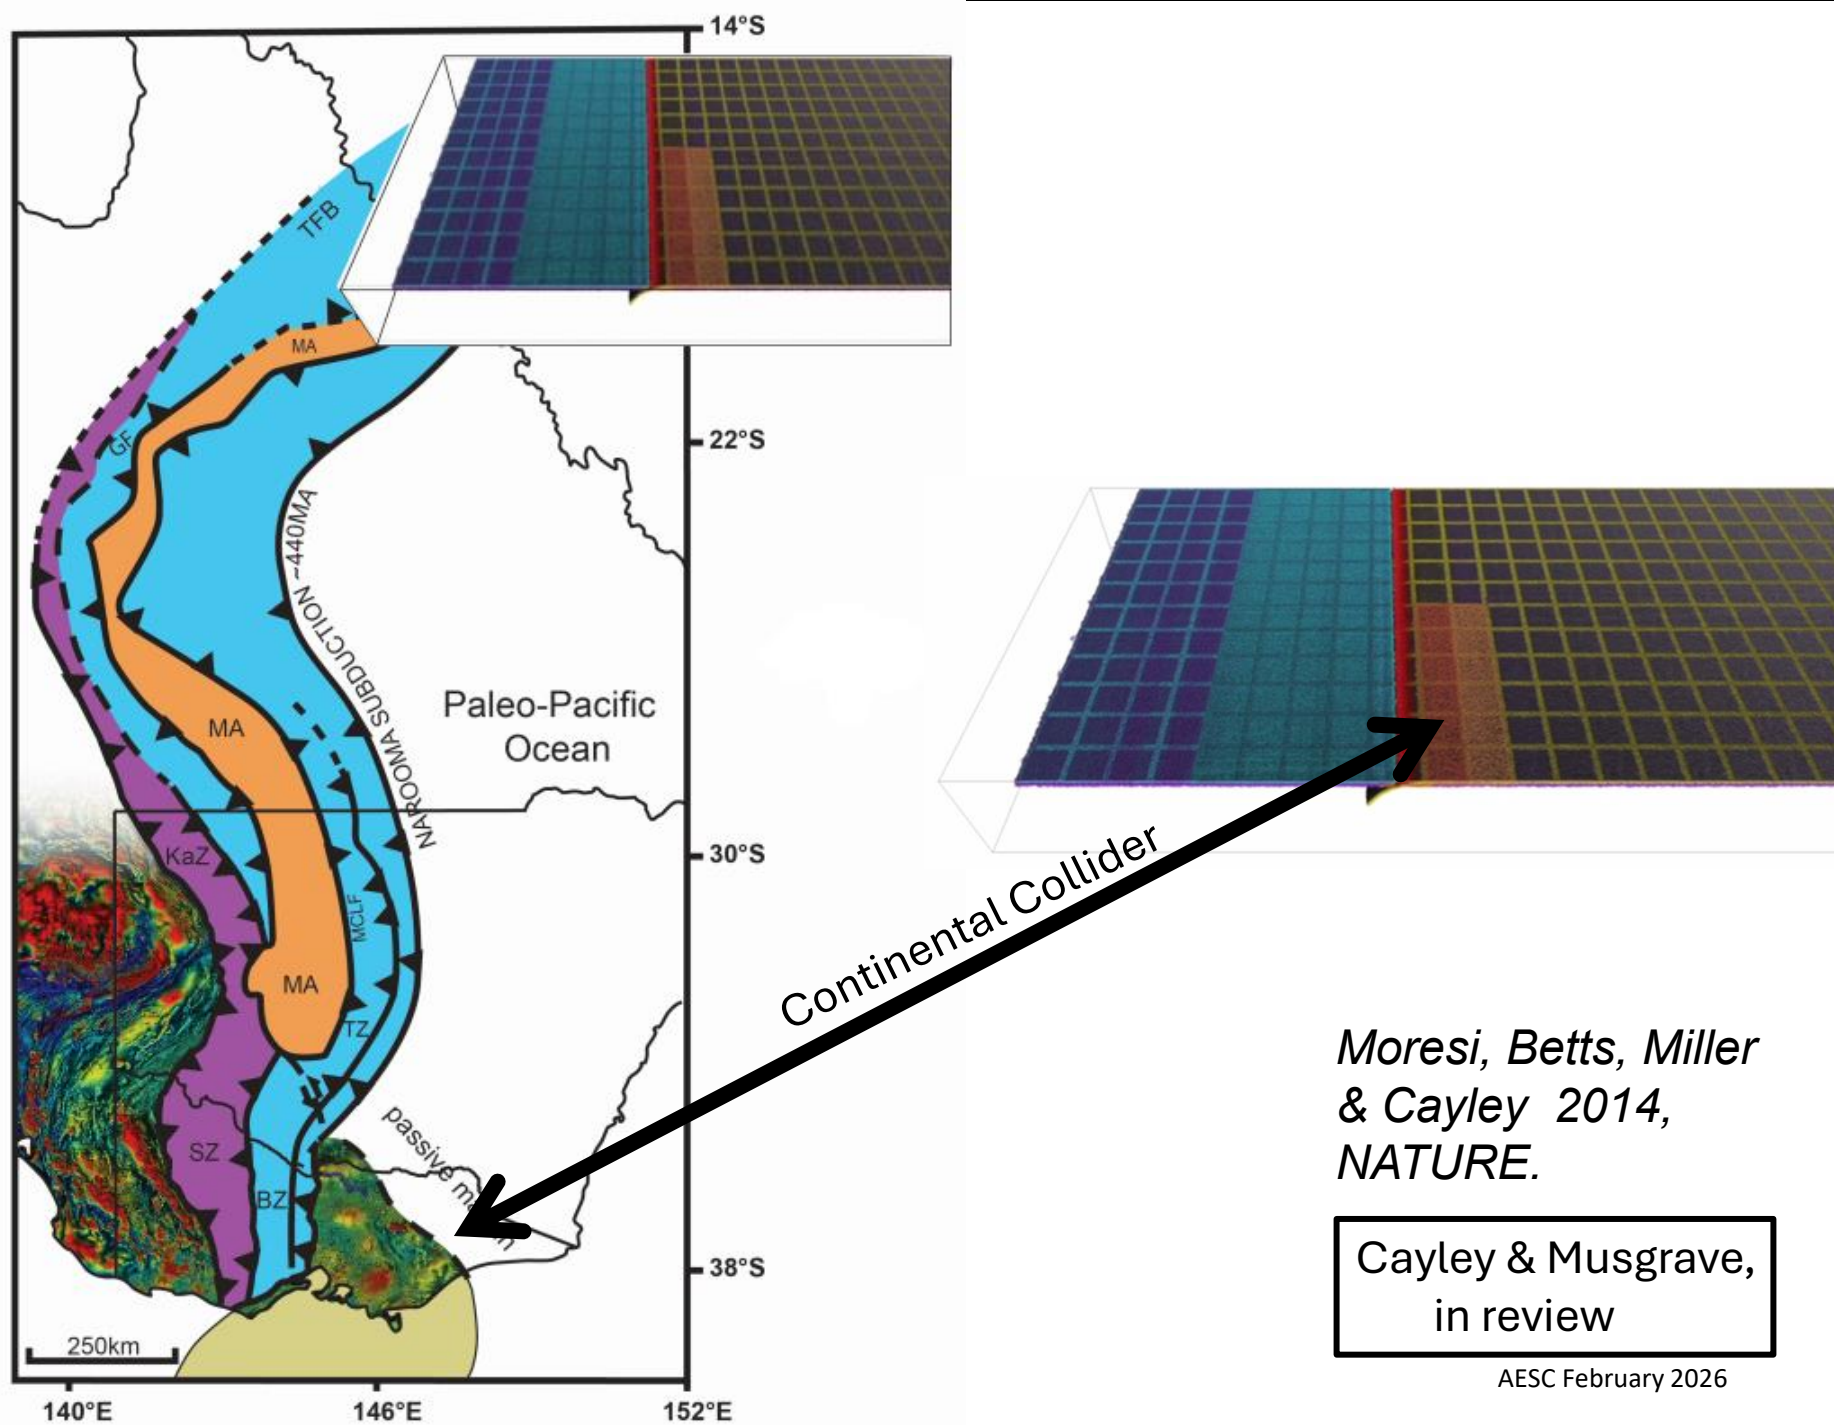 14°S
TFB
MA
GF
22°S
NAROOMA SUBDUCTION ~440MA
MA
Paleo-Pacific
Ocean
KaZ
30°S
MCLF
Continental Collider
MA
TZ
passive
SZ
BZ
38°S
250km
140°E
146°E
152°E
Moresi, Betts, Miller
& Cayley 2014,
NATURE.
Cayley & Musgrave,
in review
AESC February 2026